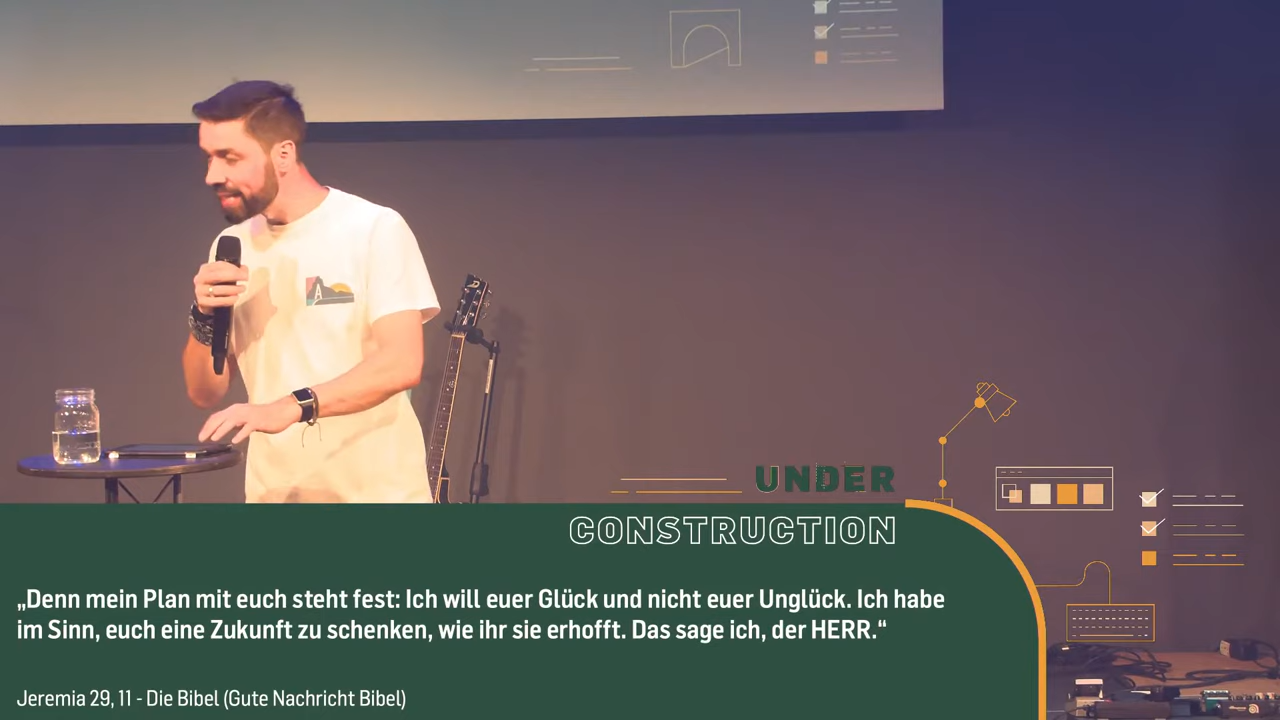 UNDER
CONSTRUCTION
„Denn mein Plan mit euch steht fest: Ich will euer Glück und nicht euer Unglück. Ich habe
im Sinn, euch eine Zukunft zu schenken, wie ihr sie erhofft. Das sage ich, der HERR.“
Jeremia 29, 11 - Die Bibel (Gute Nachricht Bibel)